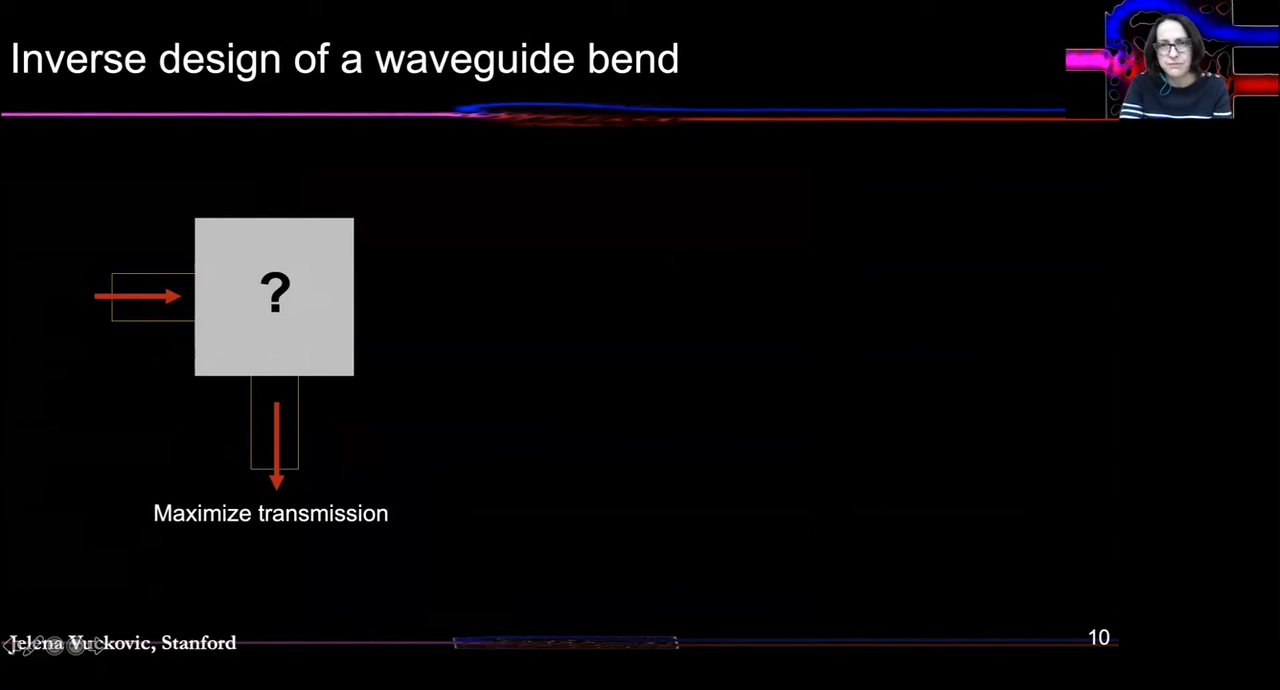 Inverse design of a waveguide bend
?
Maximize transmission
Jelena Vuckovic, Stanford
10